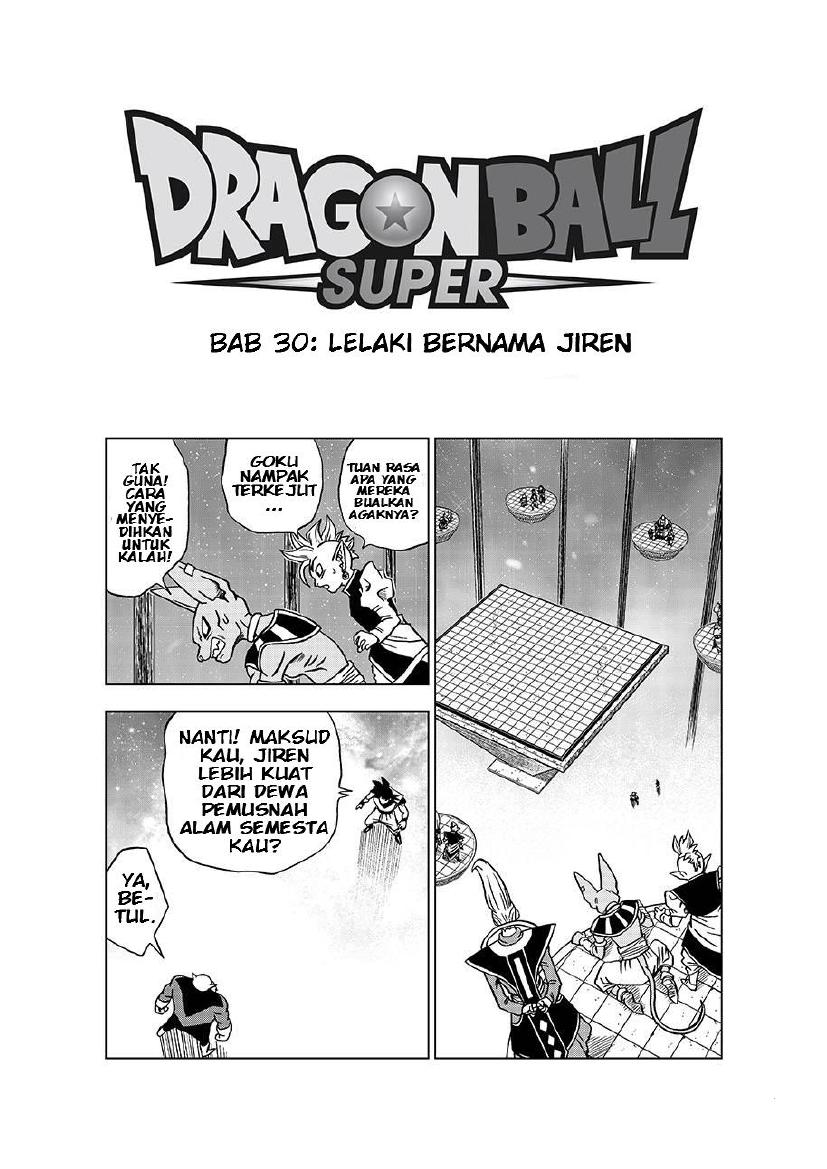 DRAGON BALL
SUPER
BAB 30: LELAKI BERNAMA JIREN
TUAN RASA
APA YANG
MEREKA
BUALKAN
AGAKNYA?
GOKU
NAMPAK
TERKEJUT
...
TAK
GUNA!
CARA
YANG
MENYE-
DIHKAN
UNTUK
KALAH!
NANTI! MAKSUD
KAU, JIREN
LEBIH KUAT
DARI DEWA
PEMUSNAH
ALAM SEMESTA
KAU?
YA,
BE-
TUL.